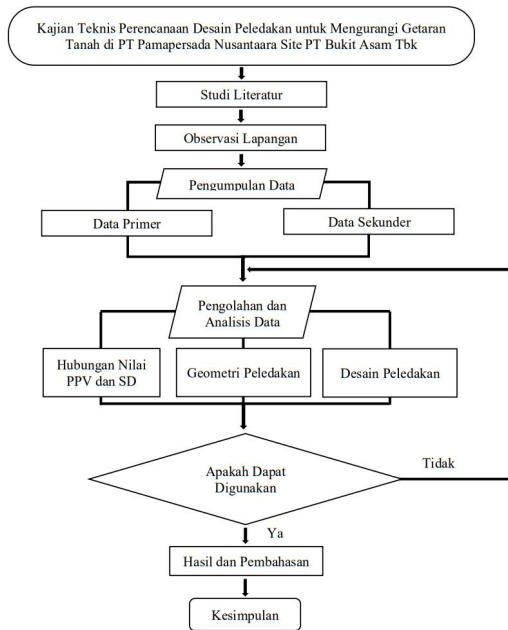 Kajian Teknis Perencanaan Desain Peledakan untuk Mengurangi Getaran
Tanah di PT Pamapersada Nusantaara Site PT Bukit Asam Tbk
Studi Literatur
Observasi Lapangan
Pengumpulan Data
Data Primer
Data Sekunder
Pengolahan dan
Analisis Data
Hubungan Nilai
PPV dan SD
Geometri Peledakan
Desain Peledakan
Apakah Dapat
Digunakan
Tidak
Ya
Hasil dan Pembahasan
Kesimpulan